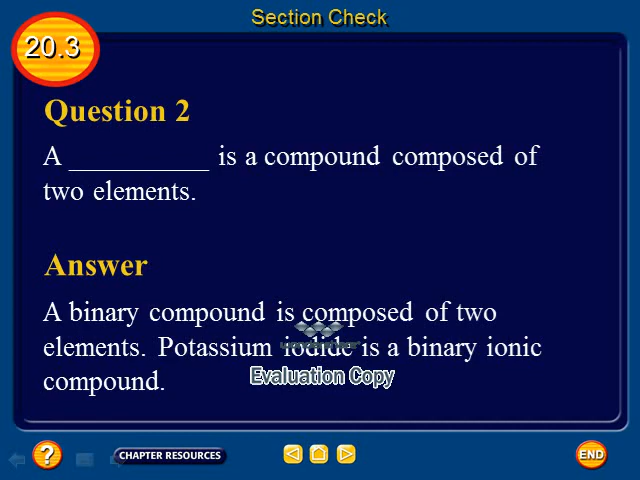 Section Check
20.3
Question 2
A __________ is a compound composed of
two elements.
Answer
A binary compound is composed of two
elements. Potassium iodide is a binary ionic
compound.
Evaluation Copy
?
CHAPTER RESOURCES
END